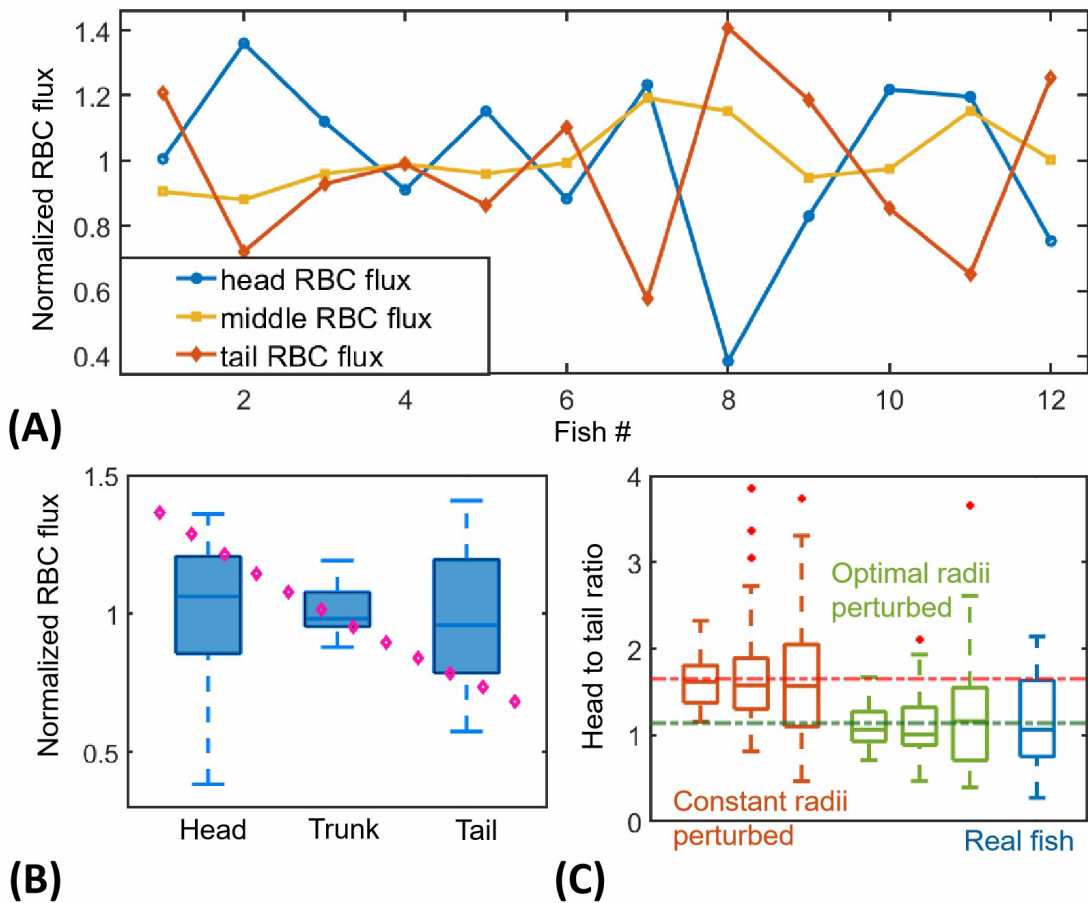 1.4
1.2
1
0.8
0.6
0.4
Normalized RBC flux
head RBC flux
middle RBC flux
tail RBC flux
2
4
6
8
10
12
Fish #
(A)
1.5
1
0.5
Normalized RBC flux
Head
Trunk
Tail
(B)
4
3
2
1
0
Head to tail ratio
Optimal radii
perturbed
Constant radii
perturbed
Real fish
(C)